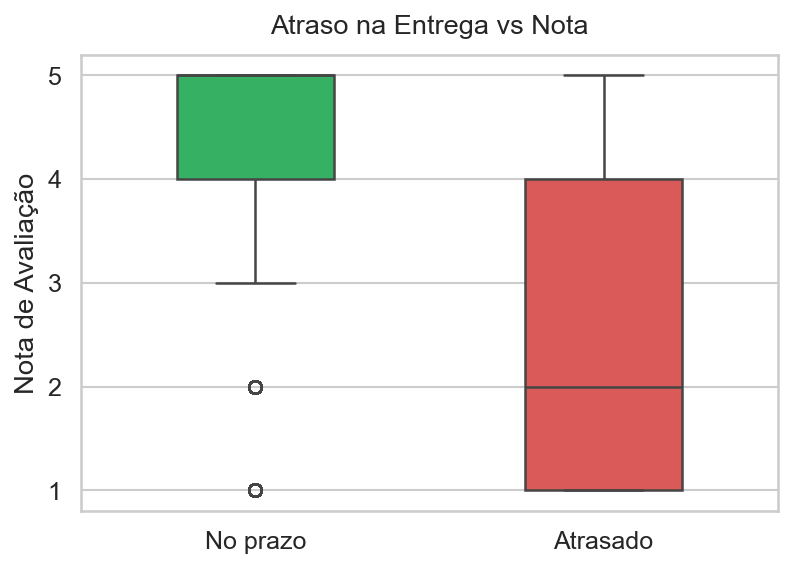 Atraso na Entrega vs Nota
Nota de Avaliação
5
4
3
2
1
No prazo
Atrasado